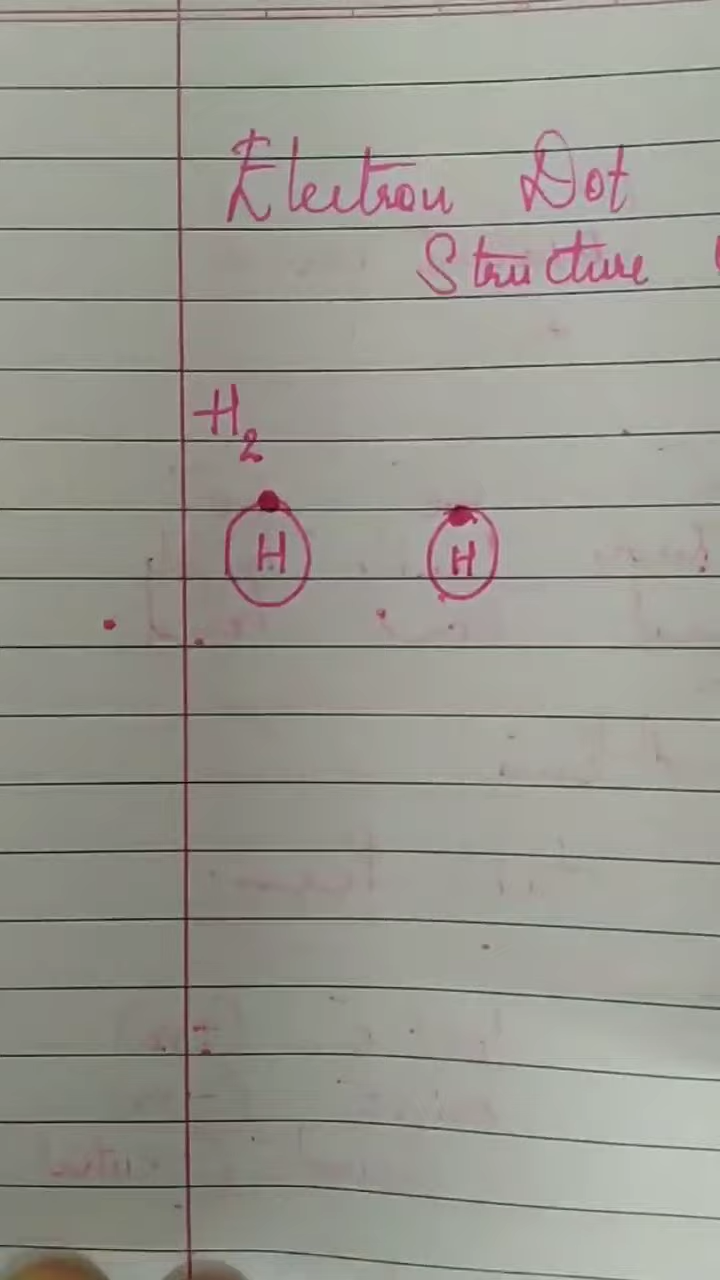 Electron Dot
Structure (
H₂
H H